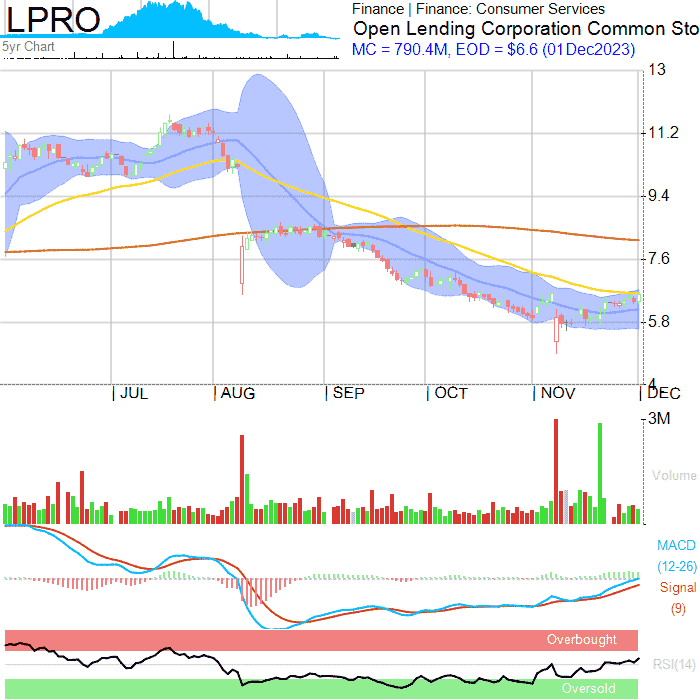 LPRO
Finance | Finance: Consumer Services
Open Lending Corporation Common Sto
MC = 790.4M, EOD = $6.6 (01Dec2023)
5yr Chart
13
11.2
9.4
7.6
5.8
4
JUL
AUG
SEP
OCT
NOV
DEC
3M
Volume
MACD
(12-26)
Signal
(9)
Overbought
RSI(14)
Oversold